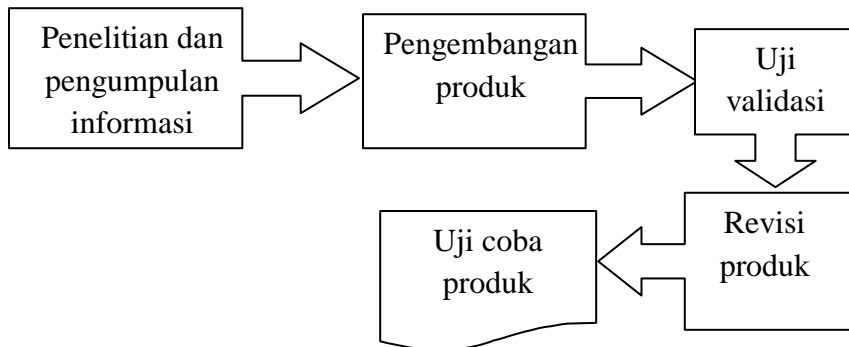 Penelitian dan
pengumpulan
informasi
Pengembangan
produk
Uji
validasi
Revisi
produk
Uji coba
produk